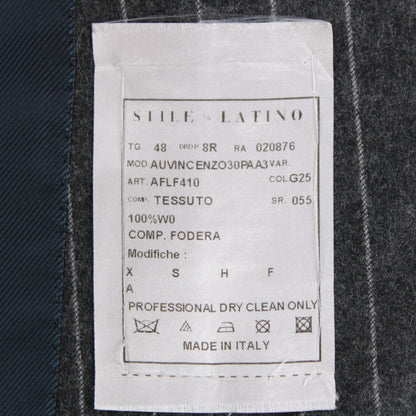 STILE LATINO
TG. 48 DROP 8R RA 020876
MOD. AUVINCENZO30PAA3 VAR.
ART. AFLF410 COL. G25
COMP. TESSUTO SR. 055
100%W0
COMP. FODERA
Modifiche :
X S H F
A
PROFESSIONAL DRY CLEAN ONLY
MADE IN ITALY